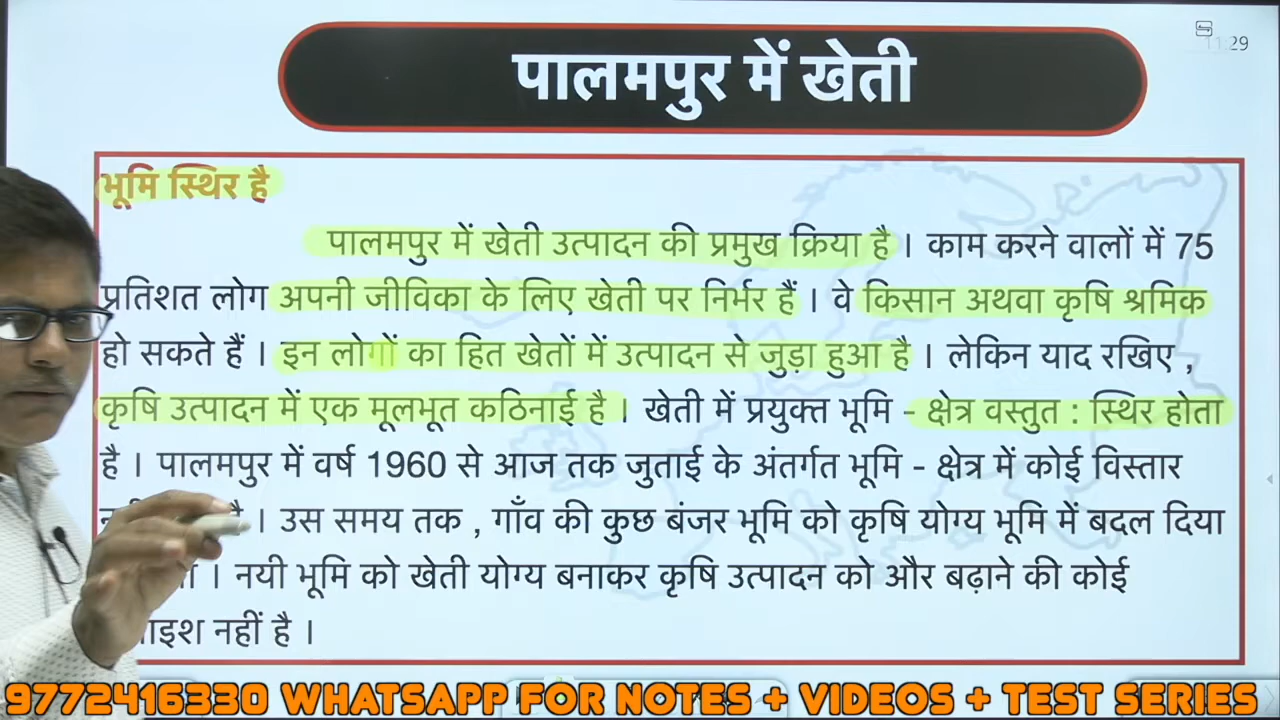 11:29
पालमपुर में खेती
भूमि स्थिर है
पालमपुर में खेती उत्पादन की प्रमुख क्रिया है । काम करने वालों में 75
प्रतिशत लोग अपनी जीविका के लिए खेती पर निर्भर हैं । वे किसान अथवा कृषि श्रमिक
हो सकते हैं । इन लोगों का हित खेतों में उत्पादन से जुड़ा हुआ है । लेकिन याद रखिए ,
कृषि उत्पादन में एक मूलभूत कठिनाई है । खेती में प्रयुक्त भूमि - क्षेत्र वस्तुत : स्थिर होता
है । पालमपुर में वर्ष 1960 से आज तक जुताई के अंतर्गत भूमि - क्षेत्र में कोई विस्तार
है । उस समय तक , गाँव की कुछ बंजर भूमि को कृषि योग्य भूमि में बदल दिया
। नयी भूमि को खेती योग्य बनाकर कृषि उत्पादन को और बढ़ाने की कोई
नहीं है ।
9772416330 WHATSAPP FOR NOTES + VIDEOS + TEST SERIES